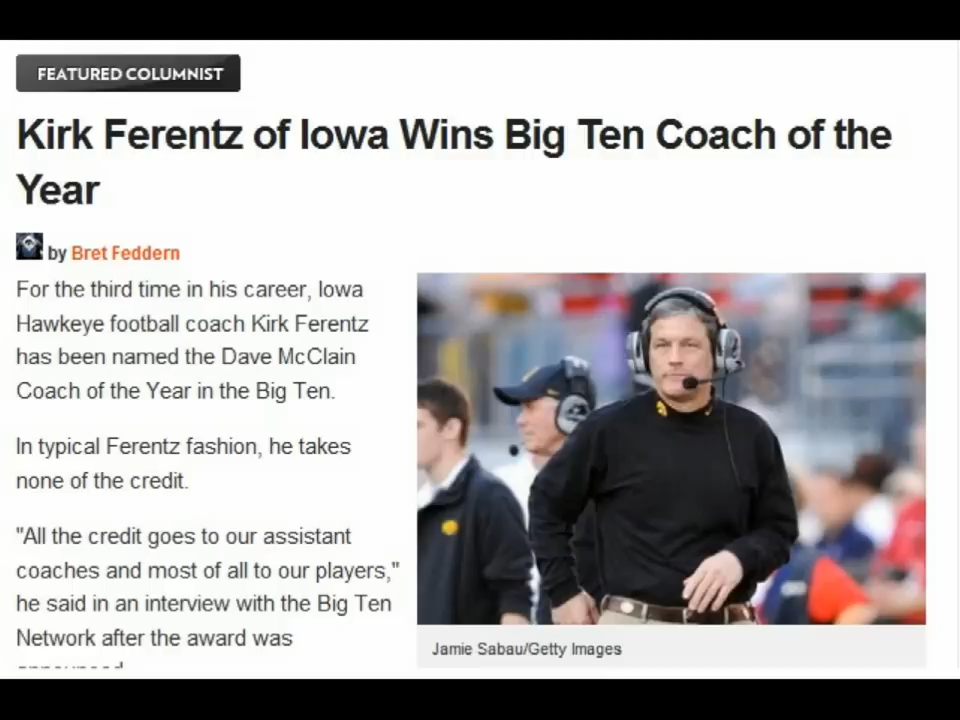 FEATURED COLUMNIST
Kirk Ferentz of Iowa Wins Big Ten Coach of the
Year
by Bret Feddern
For the third time in his career, Iowa
Hawkeye football coach Kirk Ferentz
has been named the Dave McClain
Coach of the Year in the Big Ten.
In typical Ferentz fashion, he takes
none of the credit.
"All the credit goes to our assistant
coaches and most of all to our players,"
he said in an interview with the Big Ten
Network after the award was
Jamie Sabau/Getty Images